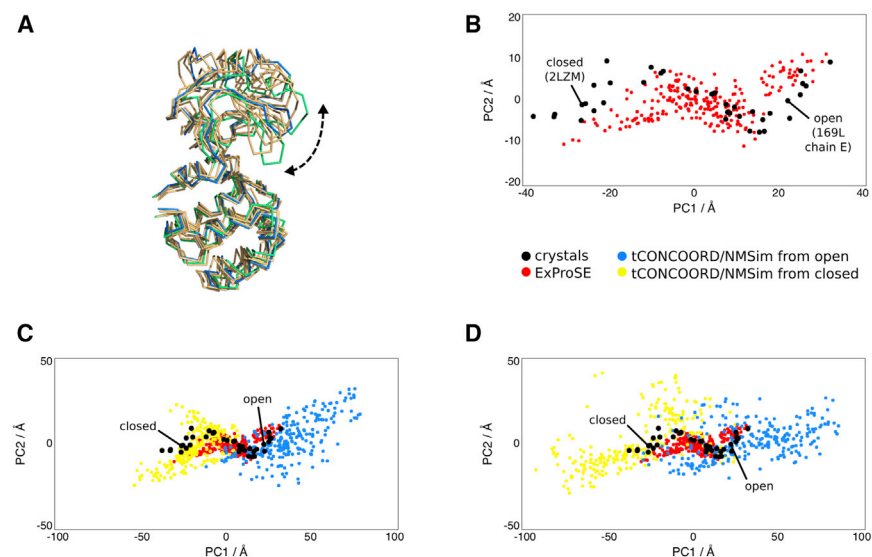 A
B
20
10
0
-10
-20
PC2 / Å
closed
(2LZM)
open
(169L
chain E)
-40
-20
0
20
40
PC1 / Å
crystals
ExProSE
tCONCOORD/NMSim from open
tCONCOORD/NMSim from closed
C
50
0
-50
PC2 / Å
closed
open
-100
-50
0
50
100
PC1 / Å
D
50
0
-50
PC2 / Å
closed
open
-100
-50
0
50
100
PC1 / Å